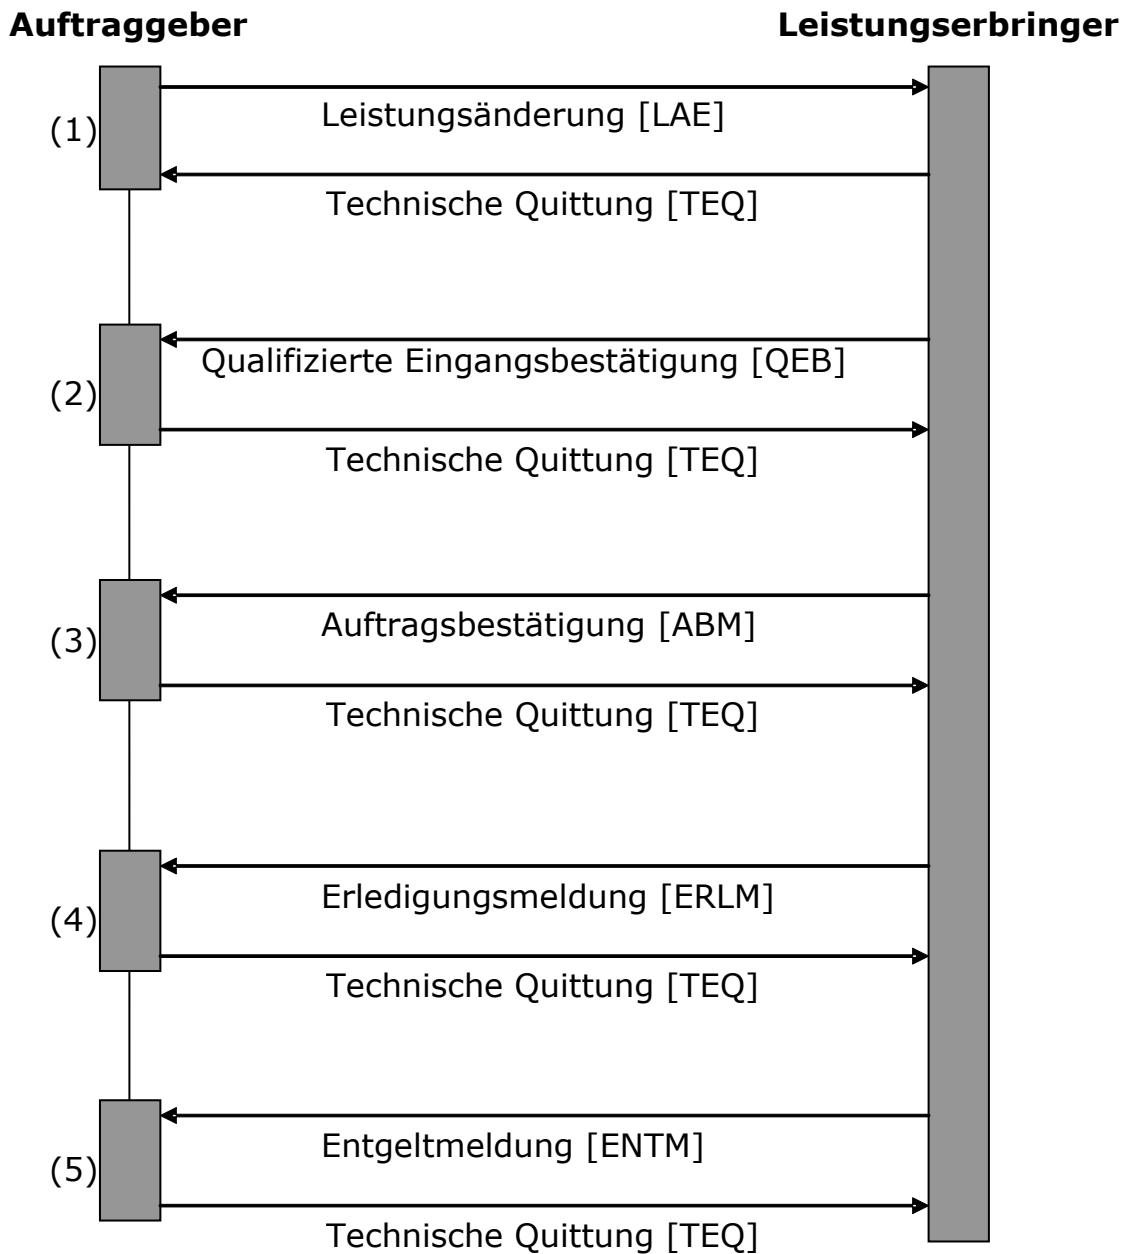 Auftraggeber
Leistungserbringer
Leistungsänderung [LAE]
(1)
Technische Quittung [TEQ]
Qualifizierte Eingangsbestätigung [QEB]
(2)
Technische Quittung [TEQ]
Auftragsbestätigung [ABM]
(3)
Technische Quittung [TEQ]
Erledigungsmeldung [ERLM]
(4)
Technische Quittung [TEQ]
Entgeltmeldung [ENTM]
(5)
Technische Quittung [TEQ]